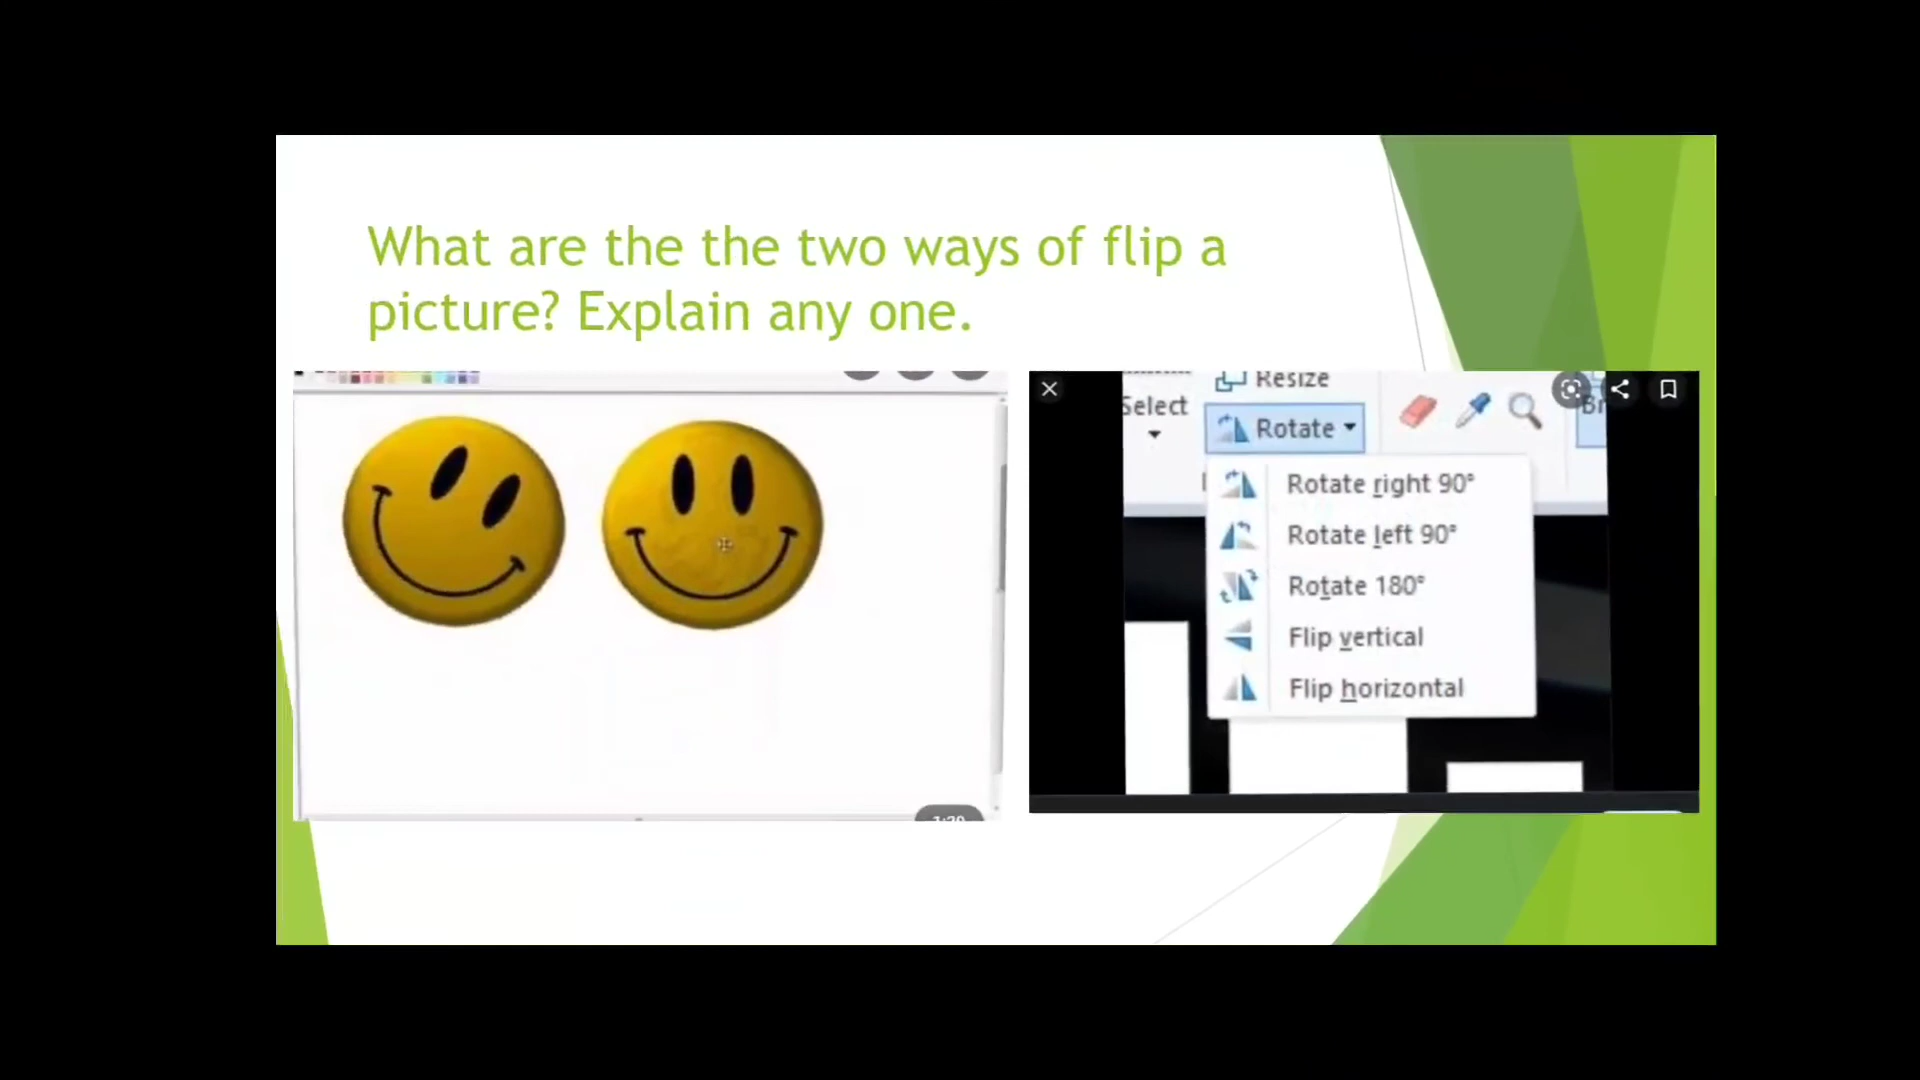 What are the the two ways of flip a
picture? Explain any one.
Resize
Select
Rotate
Rotate right 90°
Rotate left 90°
Rotate 180°
Flip vertical
Flip horizontal